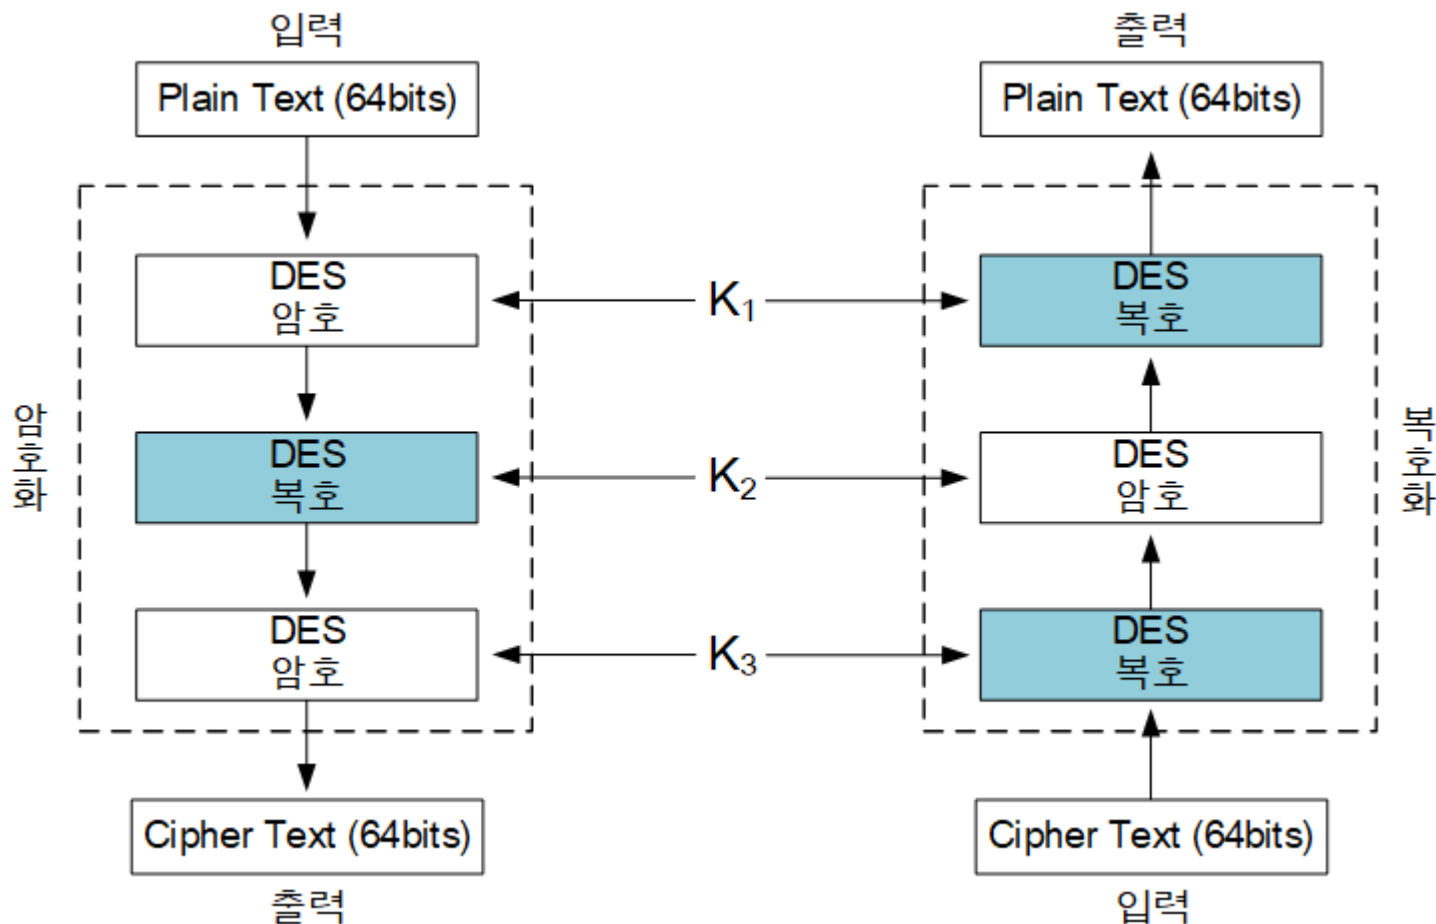 입력
Plain Text (64bits)
DES
암호
DES
복호
DES
암호
Cipher Text (64bits)
출력
암호화
K1
K2
K3
출력
Plain Text (64bits)
DES
복호
DES
암호
DES
복호
Cipher Text (64bits)
입력
복호화